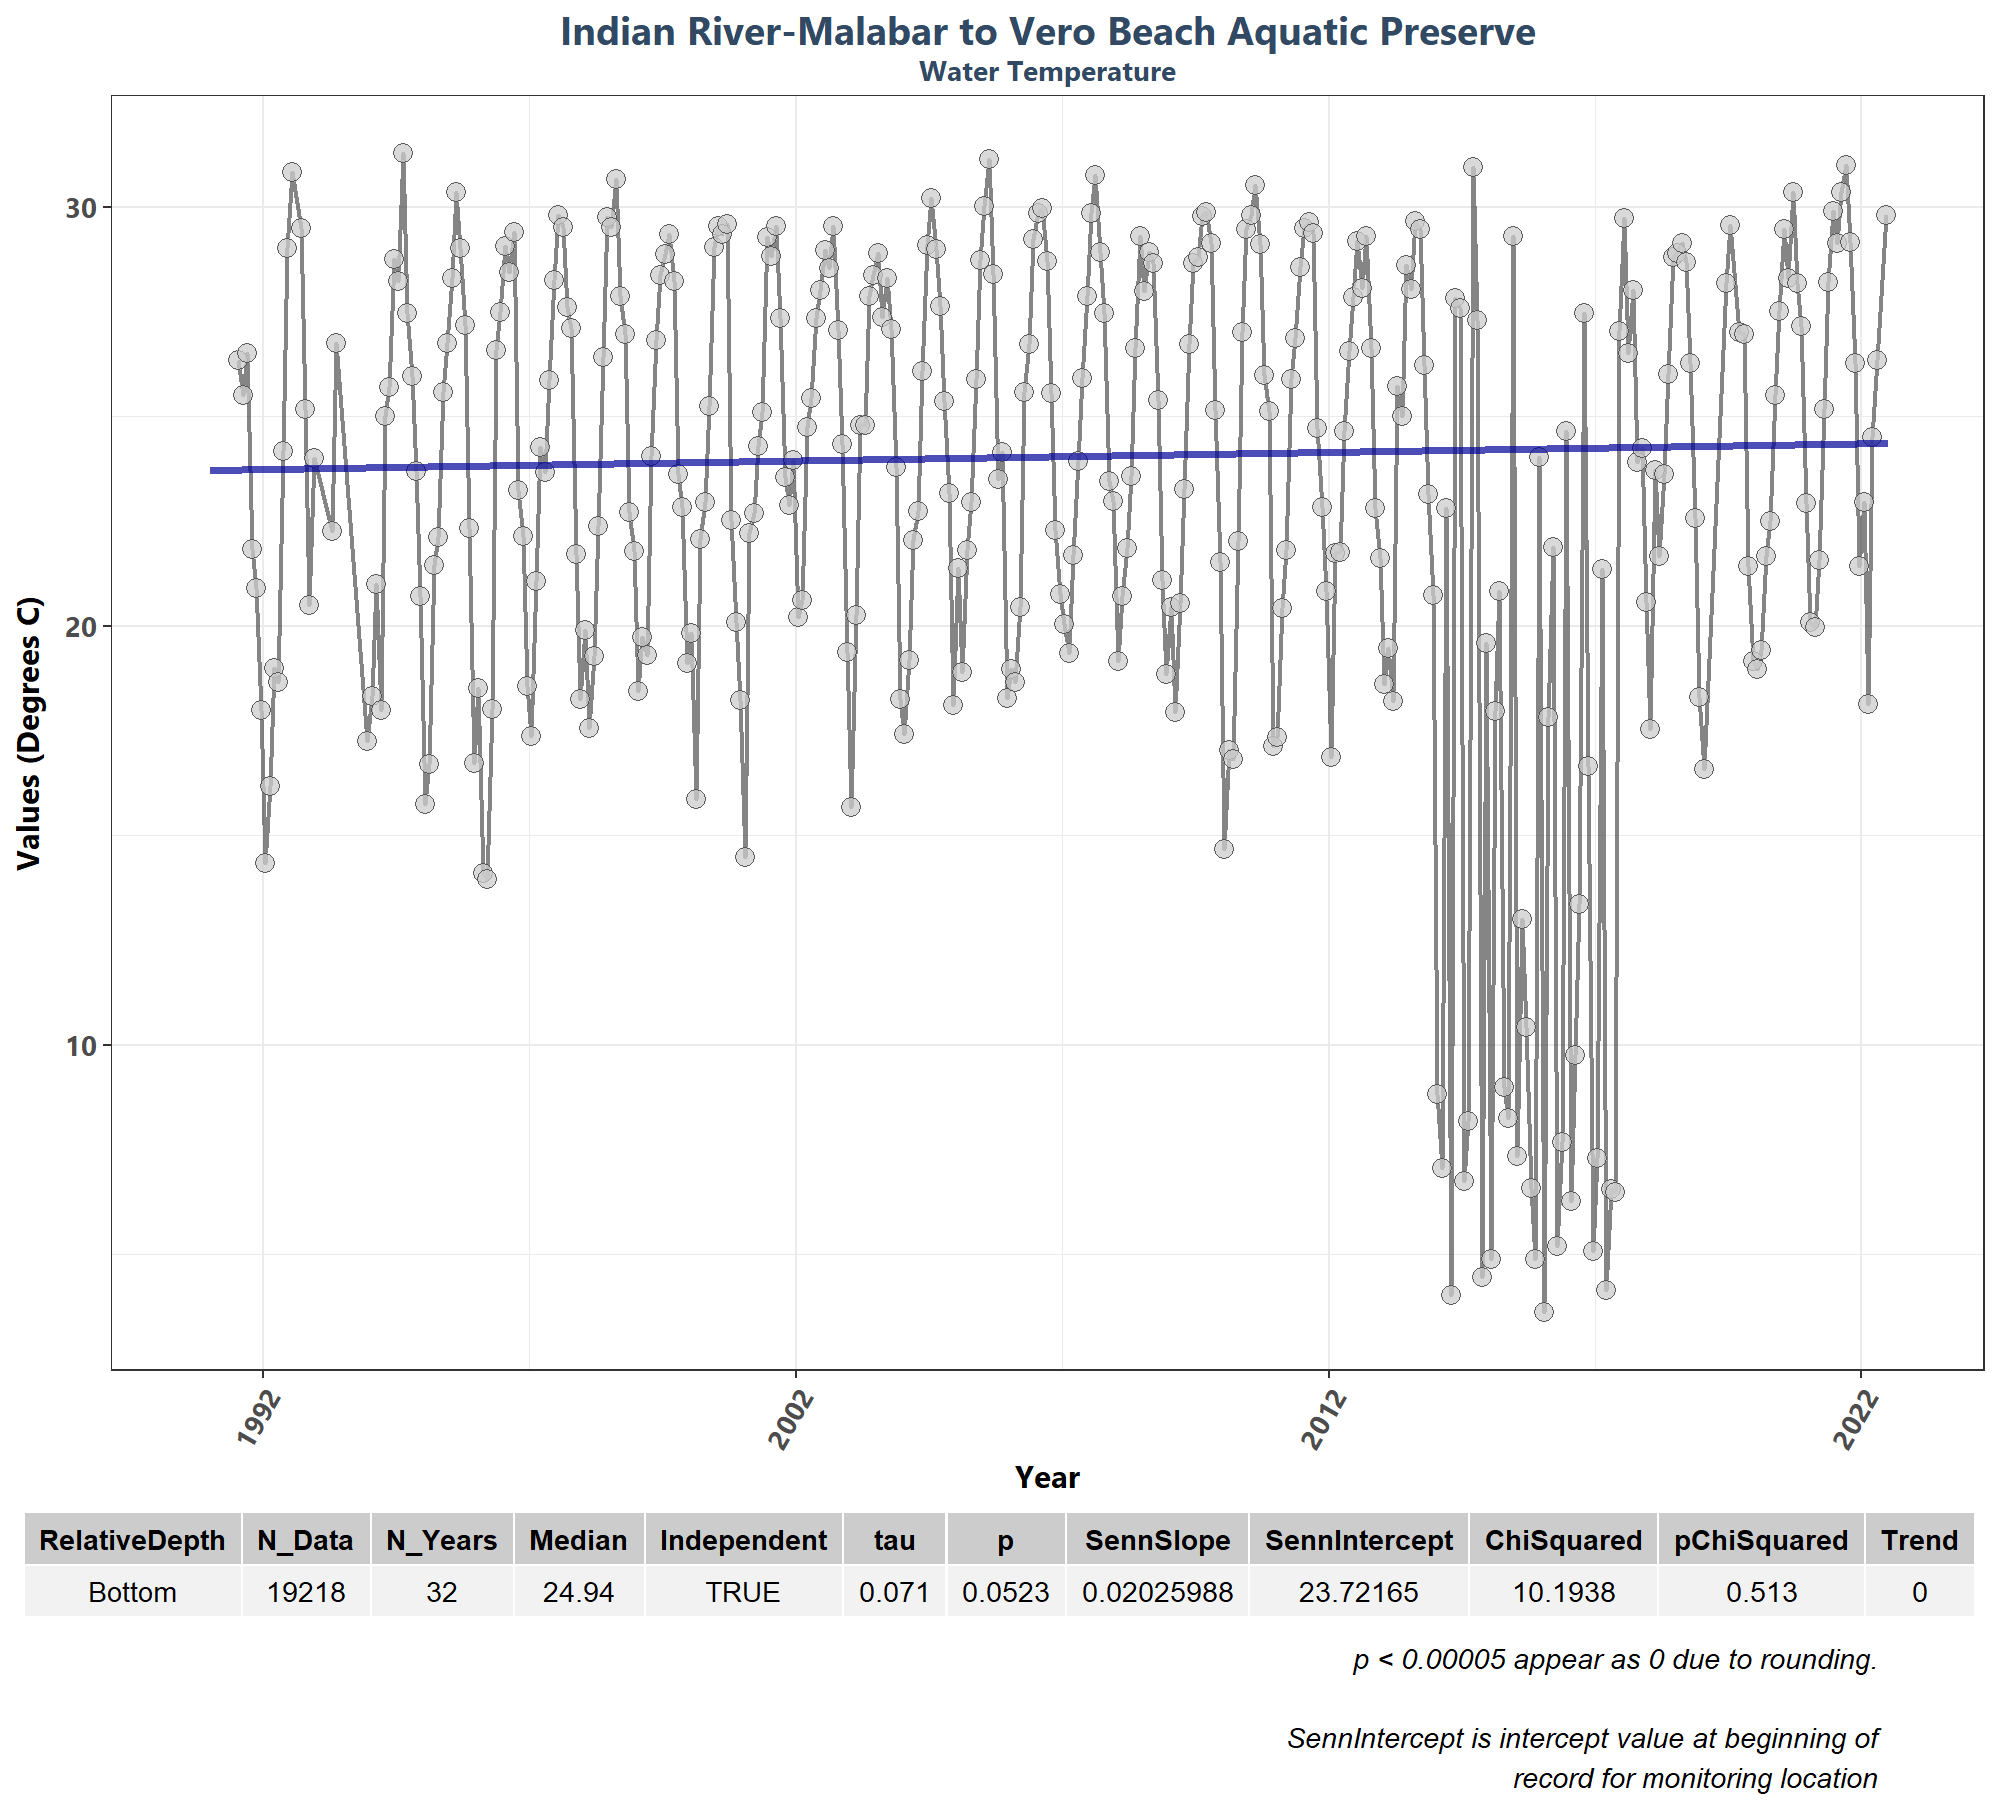 Indian River-Malabar to Vero Beach Aquatic Preserve
Water Temperature
Values (Degrees C)
30
20
10
1992
2002
2012
2022
Year
RelativeDepth N_Data N_Years Median Independent tau p SennSlope SennIntercept ChiSquared pChiSquared Trend
Bottom 19218 32 24.94 TRUE 0.071 0.0523 0.02025988 23.72165 10.1938 0.513 0
p < 0.00005 appear as 0 due to rounding.
SennIntercept is intercept value at beginning of
record for monitoring location